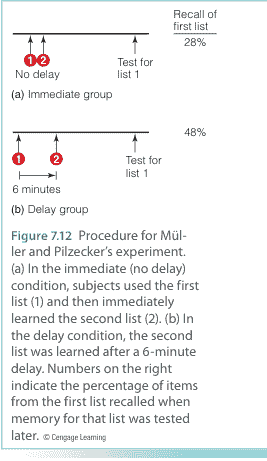 Recall of
first list
28%
1 2
No delay
Test for
list 1
(a) Immediate group
48%
1 2
Test for
list 1
6 minutes
(b) Delay group
Figure 7.12 Procedure for Mül-
ler and Pilzecker's experiment.
(a) In the immediate (no delay)
condition, subjects used the first
list (1) and then immediately
learned the second list (2). (b) In
the delay condition, the second
list was learned after a 6-minute
delay. Numbers on the right
indicate the percentage of items
from the first list recalled when
memory for that list was tested
later. © Cengage Learning